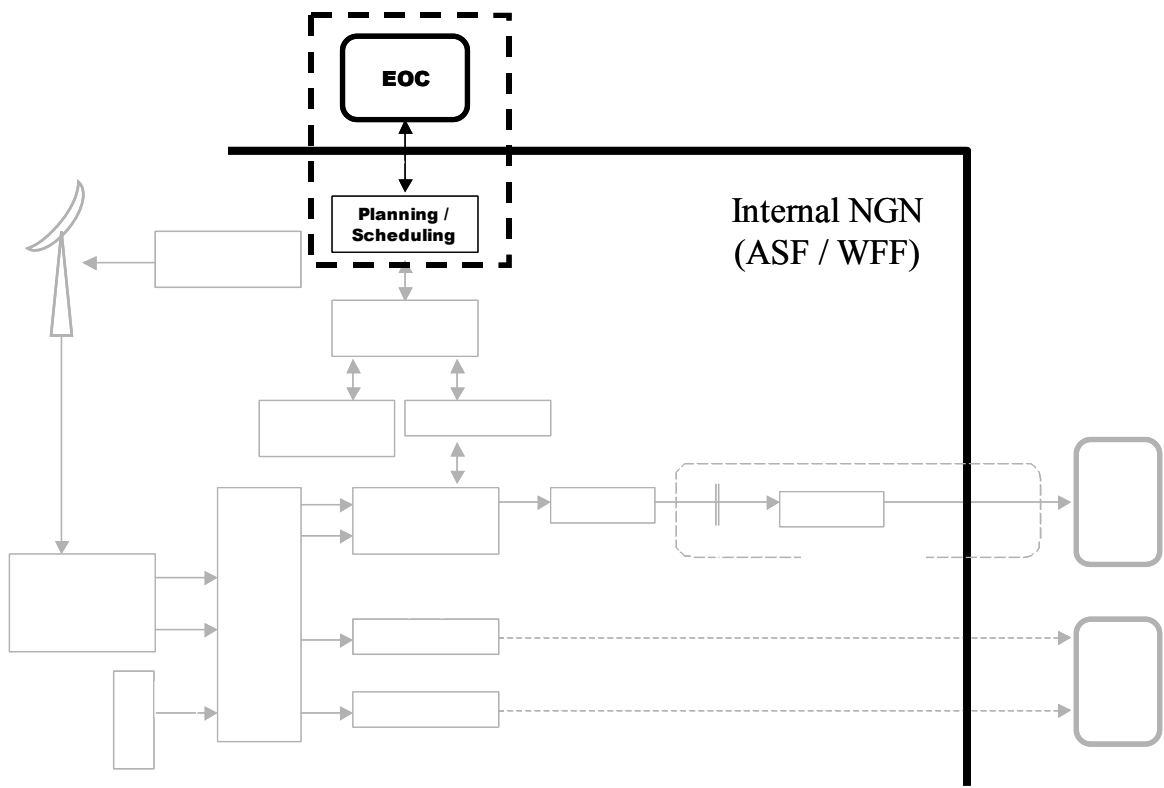 EOC
Planning /
Scheduling
Internal NGN
(ASF / WFF)